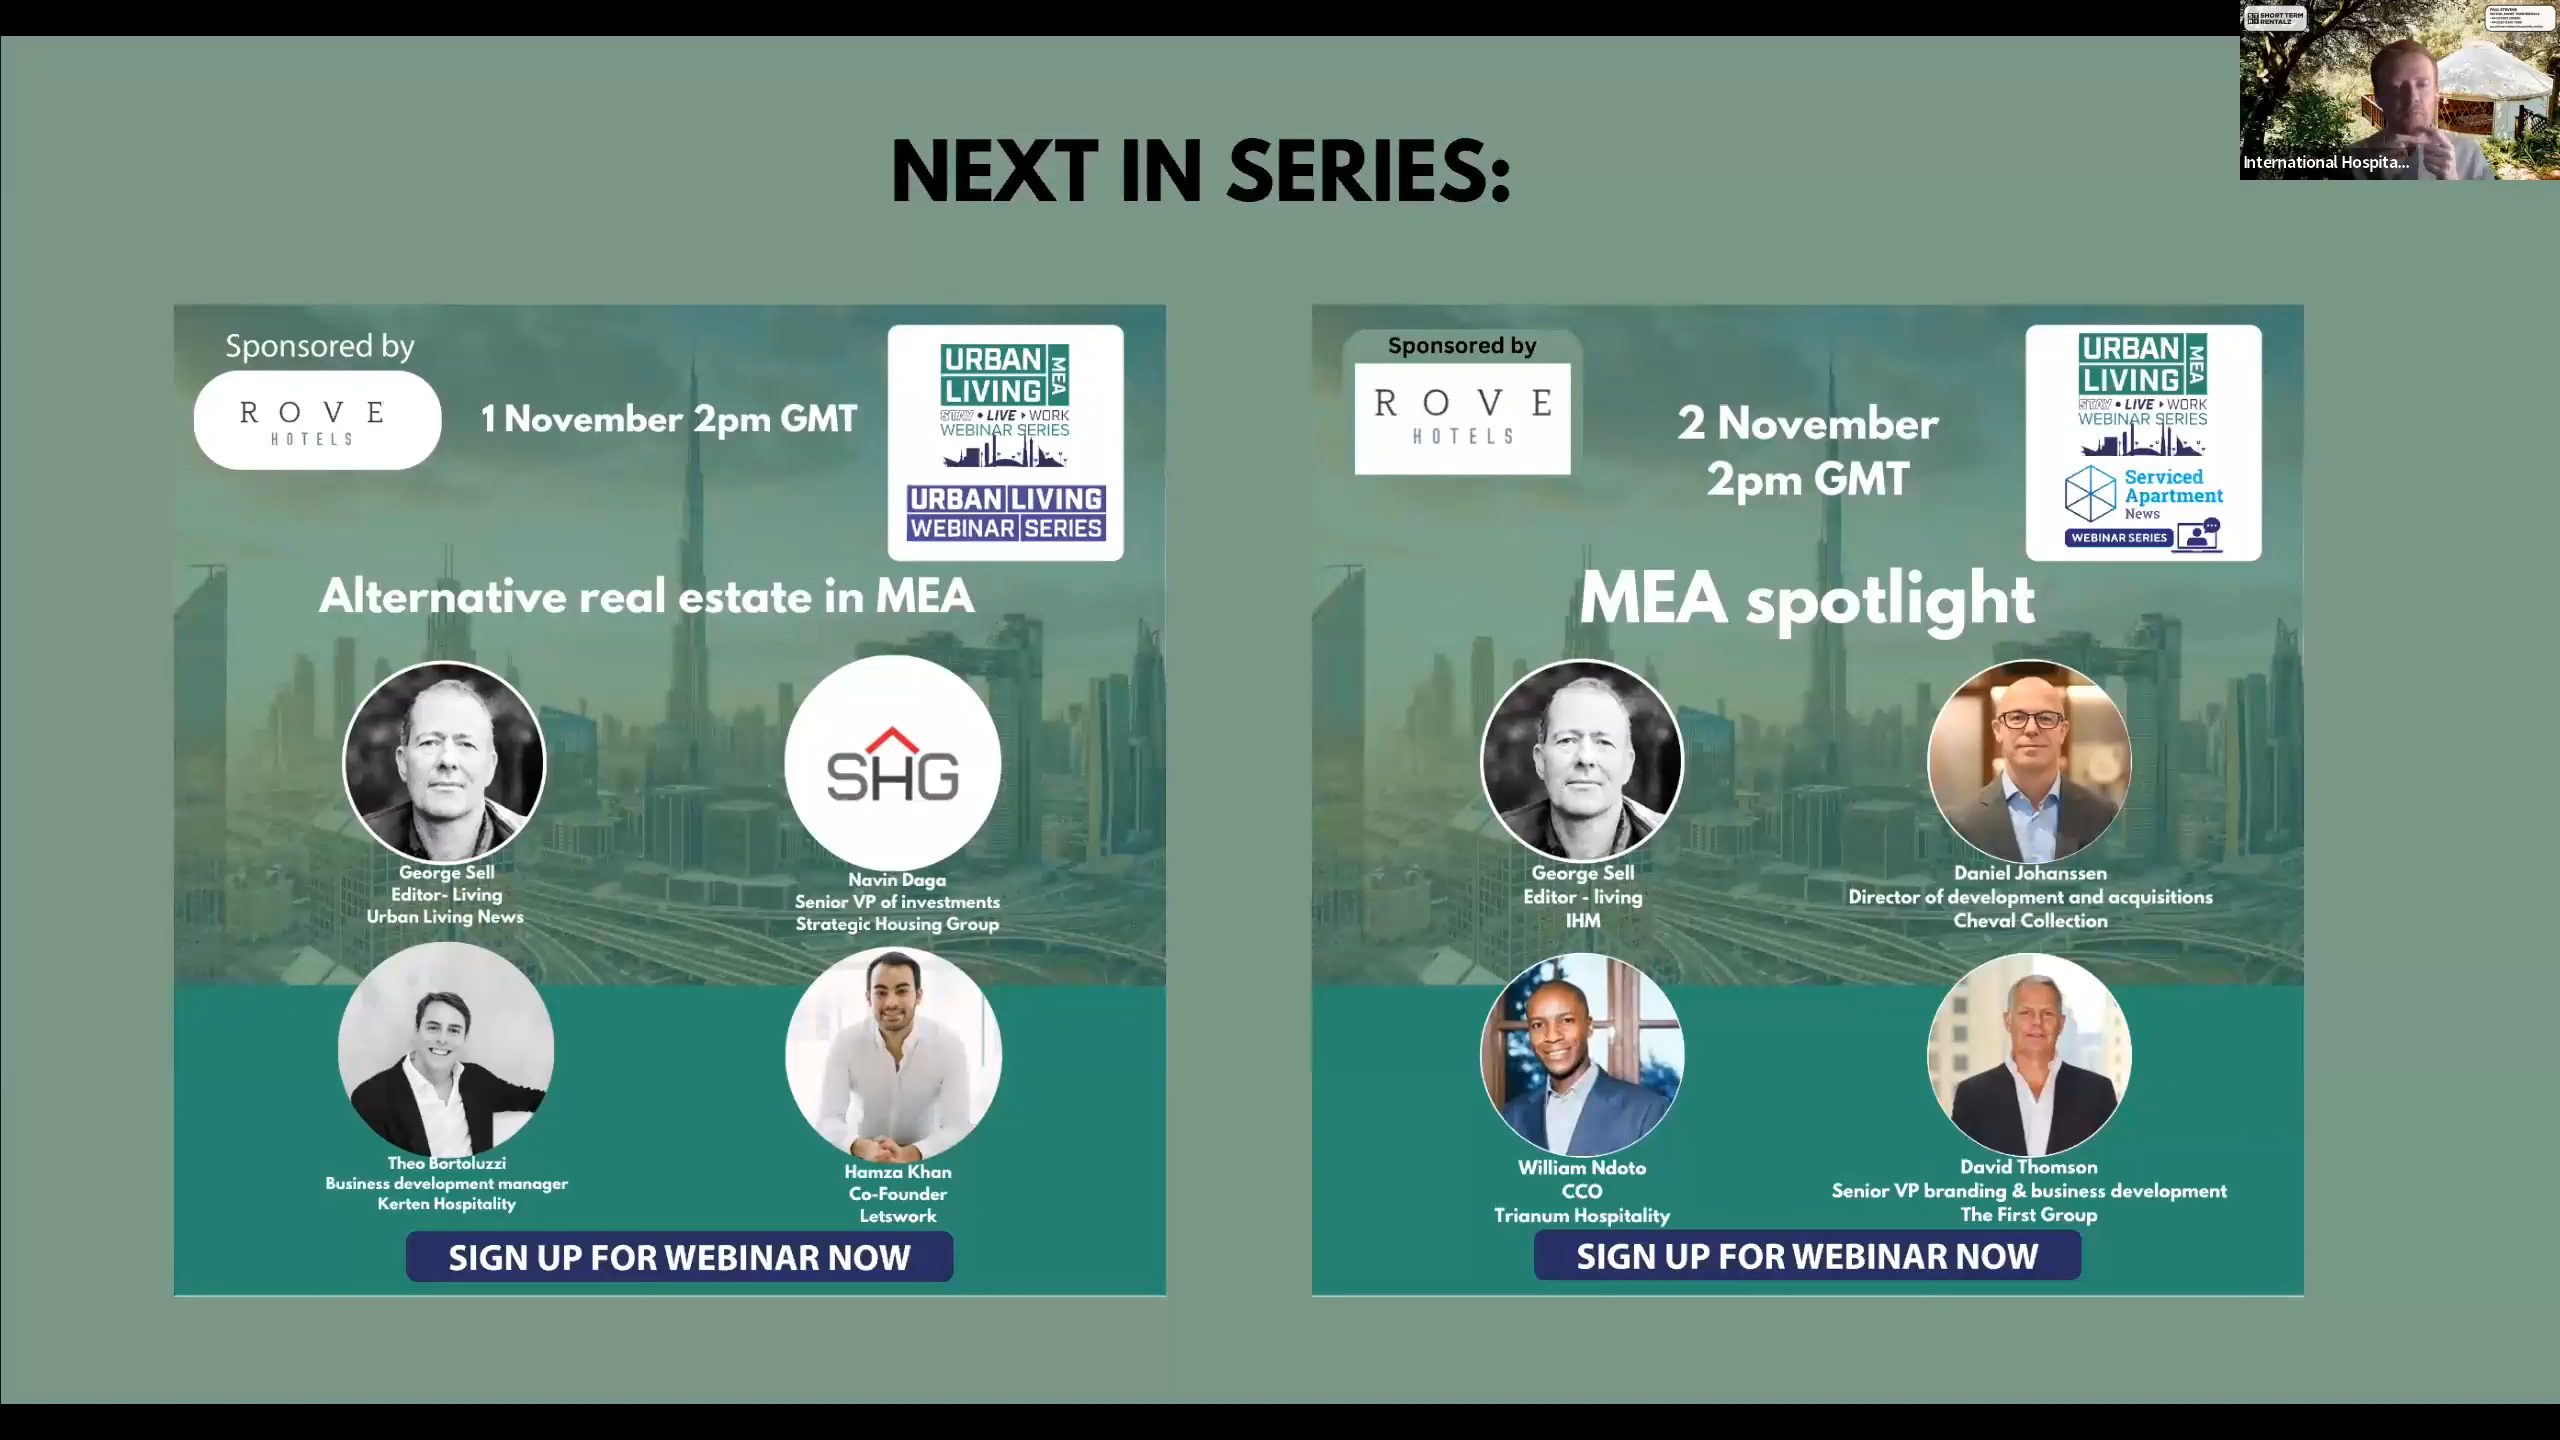 NEXT IN SERIES:
Sponsored by
ROVE
HOTELS
1 November 2pm GMT
URBAN
LIVING
MEA
STAY • LIVE ▸ WORK
WEBINAR SERIES
URBAN LIVING
WEBINAR SERIES
Alternative real estate in MEA
SHG
George Sell
Editor- Living
Urban Living News
Navin Daga
Senior VP of investments
Strategic Housing Group
Theo Bortoluzzi
Business development manager
Kerten Hospitality
Hamza Khan
Co-Founder
Letswork
SIGN UP FOR WEBINAR NOW
Sponsored by
ROVE
HOTELS
2 November
2pm GMT
URBAN
LIVING
MEA
STAY • LIVE ▸ WORK
WEBINAR SERIES
Serviced
Apartment
News
WEBINAR SERIES
MEA spotlight
George Sell
Editor - living
IHM
Daniel Johanssen
Director of development and acquisitions
Cheval Collection
William Ndoto
CCO
Trianum Hospitality
David Thomson
Senior VP branding & business development
The First Group
SIGN UP FOR WEBINAR NOW
SHORT TERM
RENTALZ
PAUL STEVENS
International Hospita...